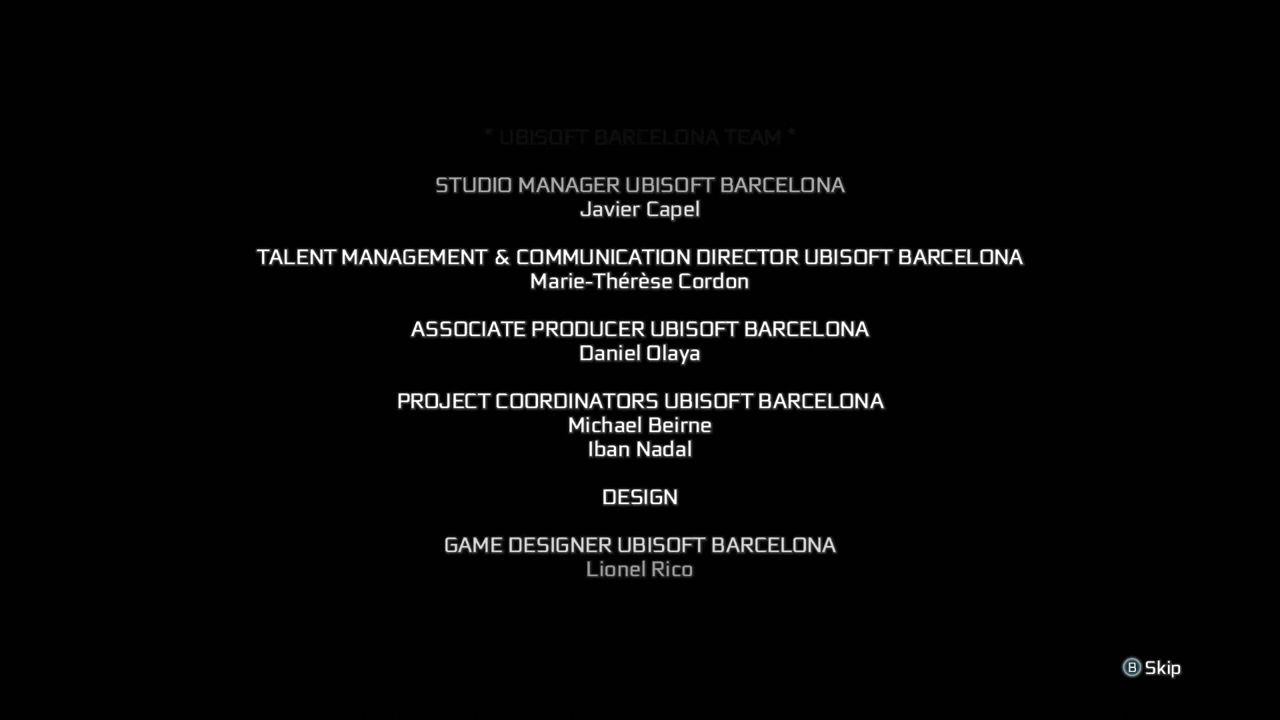 * UBISOFT BARCELONA TEAM *
STUDIO MANAGER UBISOFT BARCELONA
Javier Capel
TALENT MANAGEMENT & COMMUNICATION DIRECTOR UBISOFT BARCELONA
Marie-Thérèse Cordon
ASSOCIATE PRODUCER UBISOFT BARCELONA
Daniel Olaya
PROJECT COORDINATORS UBISOFT BARCELONA
Michael Beirne
Iban Nadal
DESIGN
GAME DESIGNER UBISOFT BARCELONA
Lionel Rico
B Skip